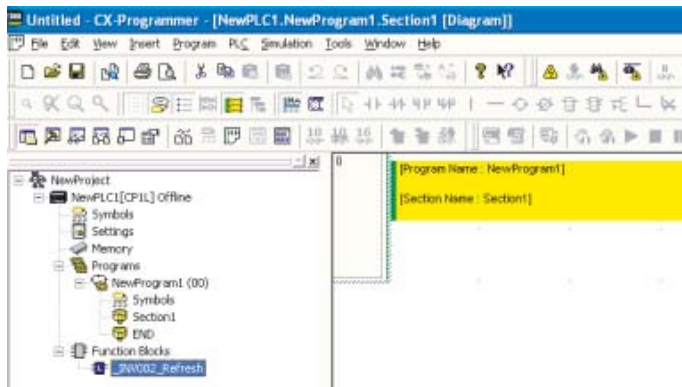 Untitled - CX-Programmer - [NewPLC1.NewProgram1.Section1 [Diagram]]
File Edit View Insert Program PLC Simulation Tools Window Help
0
[Program Name : NewProgram1]
[Section Name : Section1]
NewProject
NewPLC1[CP1L] Offline
Symbols
Settings
Memory
Programs
NewProgram1 (00)
Symbols
Section1
END
Function Blocks
_INV002_Refresh